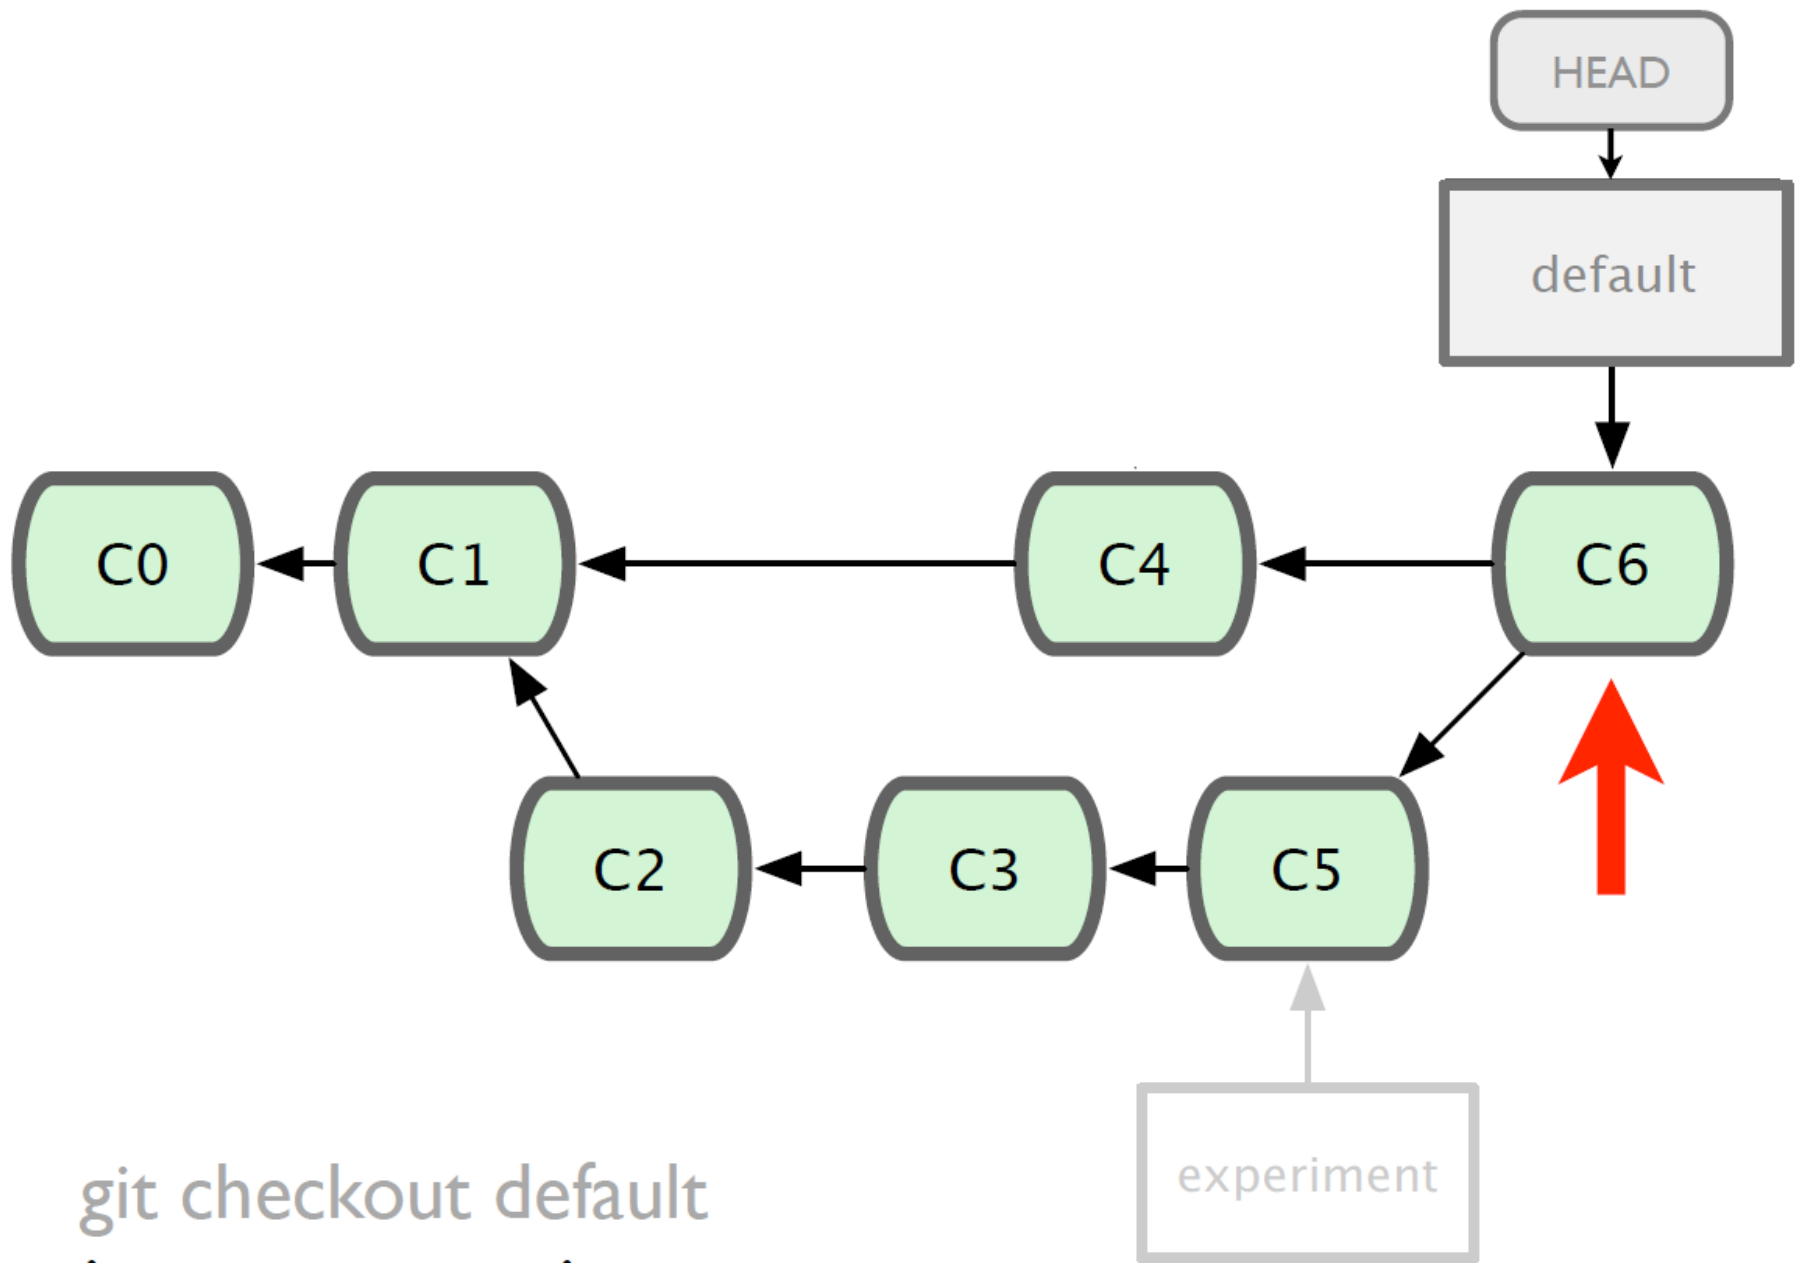 HEAD
default
C0 C1 C4 C6
C2 C3 C5
experiment
git checkout default